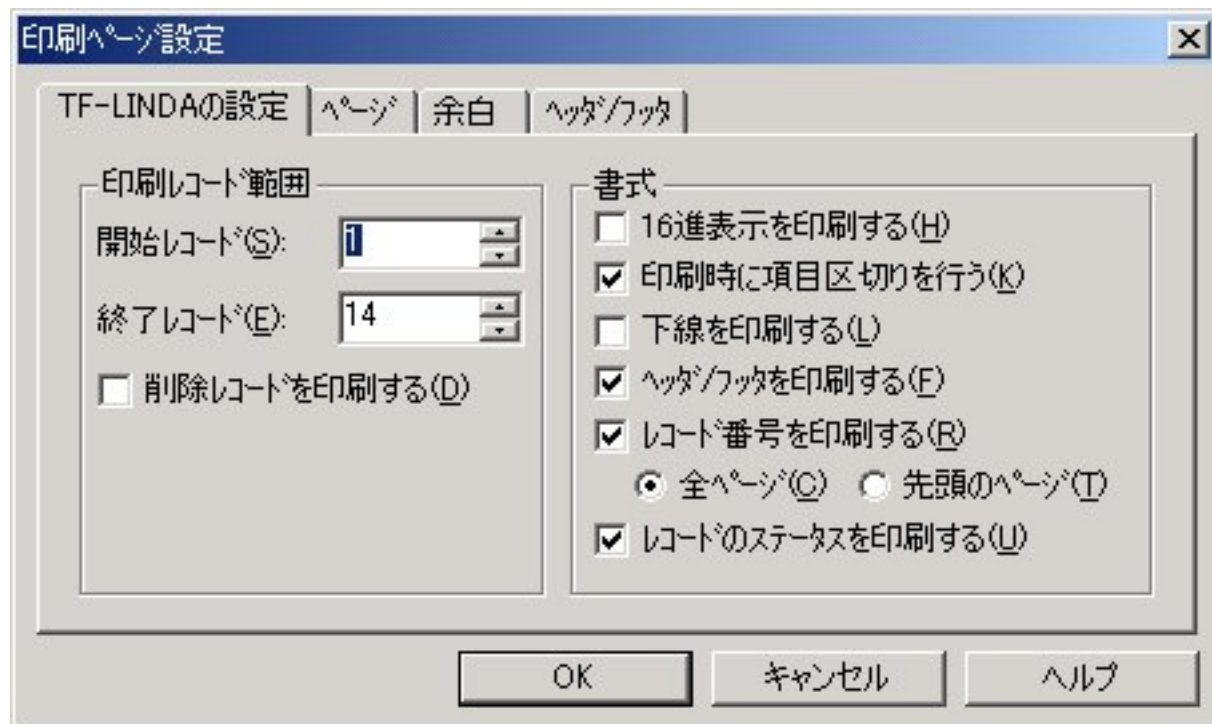 印刷ﾍﾟｰｼﾞ設定
TF-LINDAの設定 ﾍﾟｰｼﾞ 余白 ﾍｯﾀﾞ/ﾌｯﾀ
印刷ﾚｺｰﾄﾞ範囲
開始ﾚｺｰﾄﾞ(S): 1
終了ﾚｺｰﾄﾞ(E): 14
削除ﾚｺｰﾄﾞを印刷する(D)
書式
16進表示を印刷する(H)
印刷時に項目区切りを行う(K)
下線を印刷する(L)
ﾍｯﾀﾞ/ﾌｯﾀを印刷する(F)
ﾚｺｰﾄﾞ番号を印刷する(R)
全ﾍﾟｰｼﾞ(C) 先頭のﾍﾟｰｼﾞ(T)
ﾚｺｰﾄﾞのｽﾃｰﾀｽを印刷する(U)
OK キャンセル ヘルプ